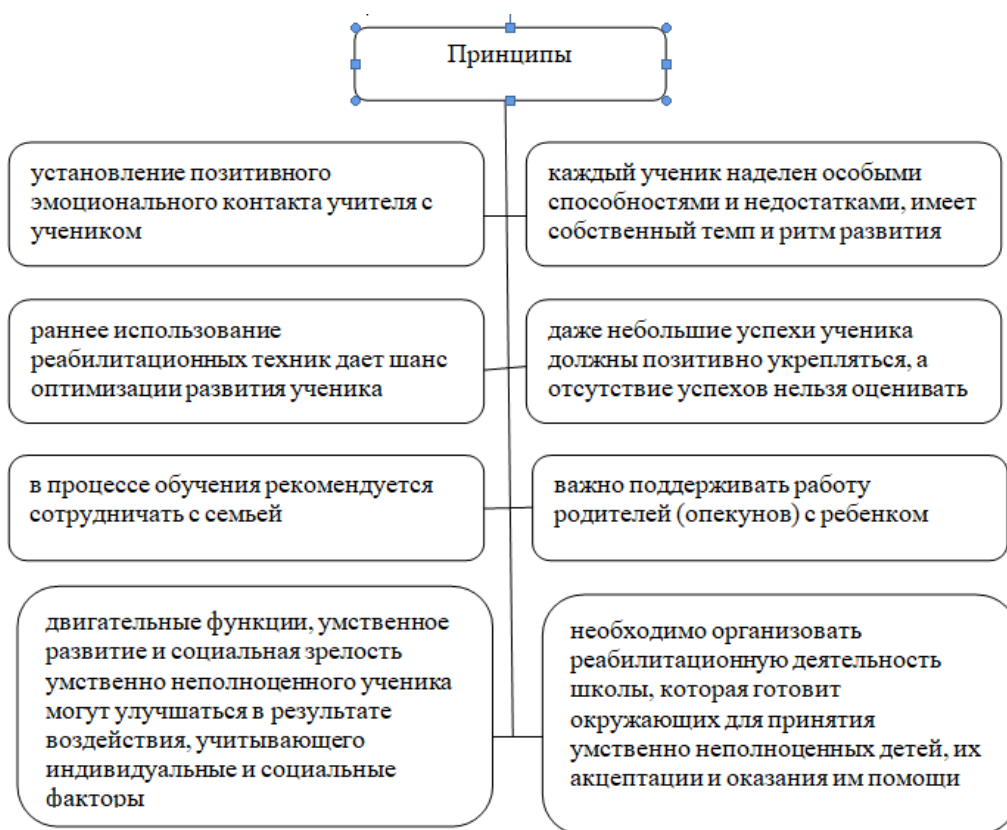 Принципы
установление позитивного
эмоционального контакта учителя с
учеником
каждый ученик наделен особыми
способностями и недостатками, имеет
собственный темп и ритм развития
раннее использование
реабилитационных техник дает шанс
оптимизации развития ученика
даже небольшие успехи ученика
должны позитивно укрепляться, а
отсутствие успехов нельзя оценивать
в процессе обучения рекомендуется
сотрудничать с семьей
важно поддерживать работу
родителей (опекунов) с ребенком
двигательные функции, умственное
развитие и социальная зрелость
умственно неполноценного ученика
могут улучшаться в результате
воздействия, учитывающего
индивидуальные и социальные
факторы
необходимо организовать
реабилитационную деятельность
школы, которая готовит
окружающих для принятия
умственно неполноценных детей, их
акцептации и оказания им помощи